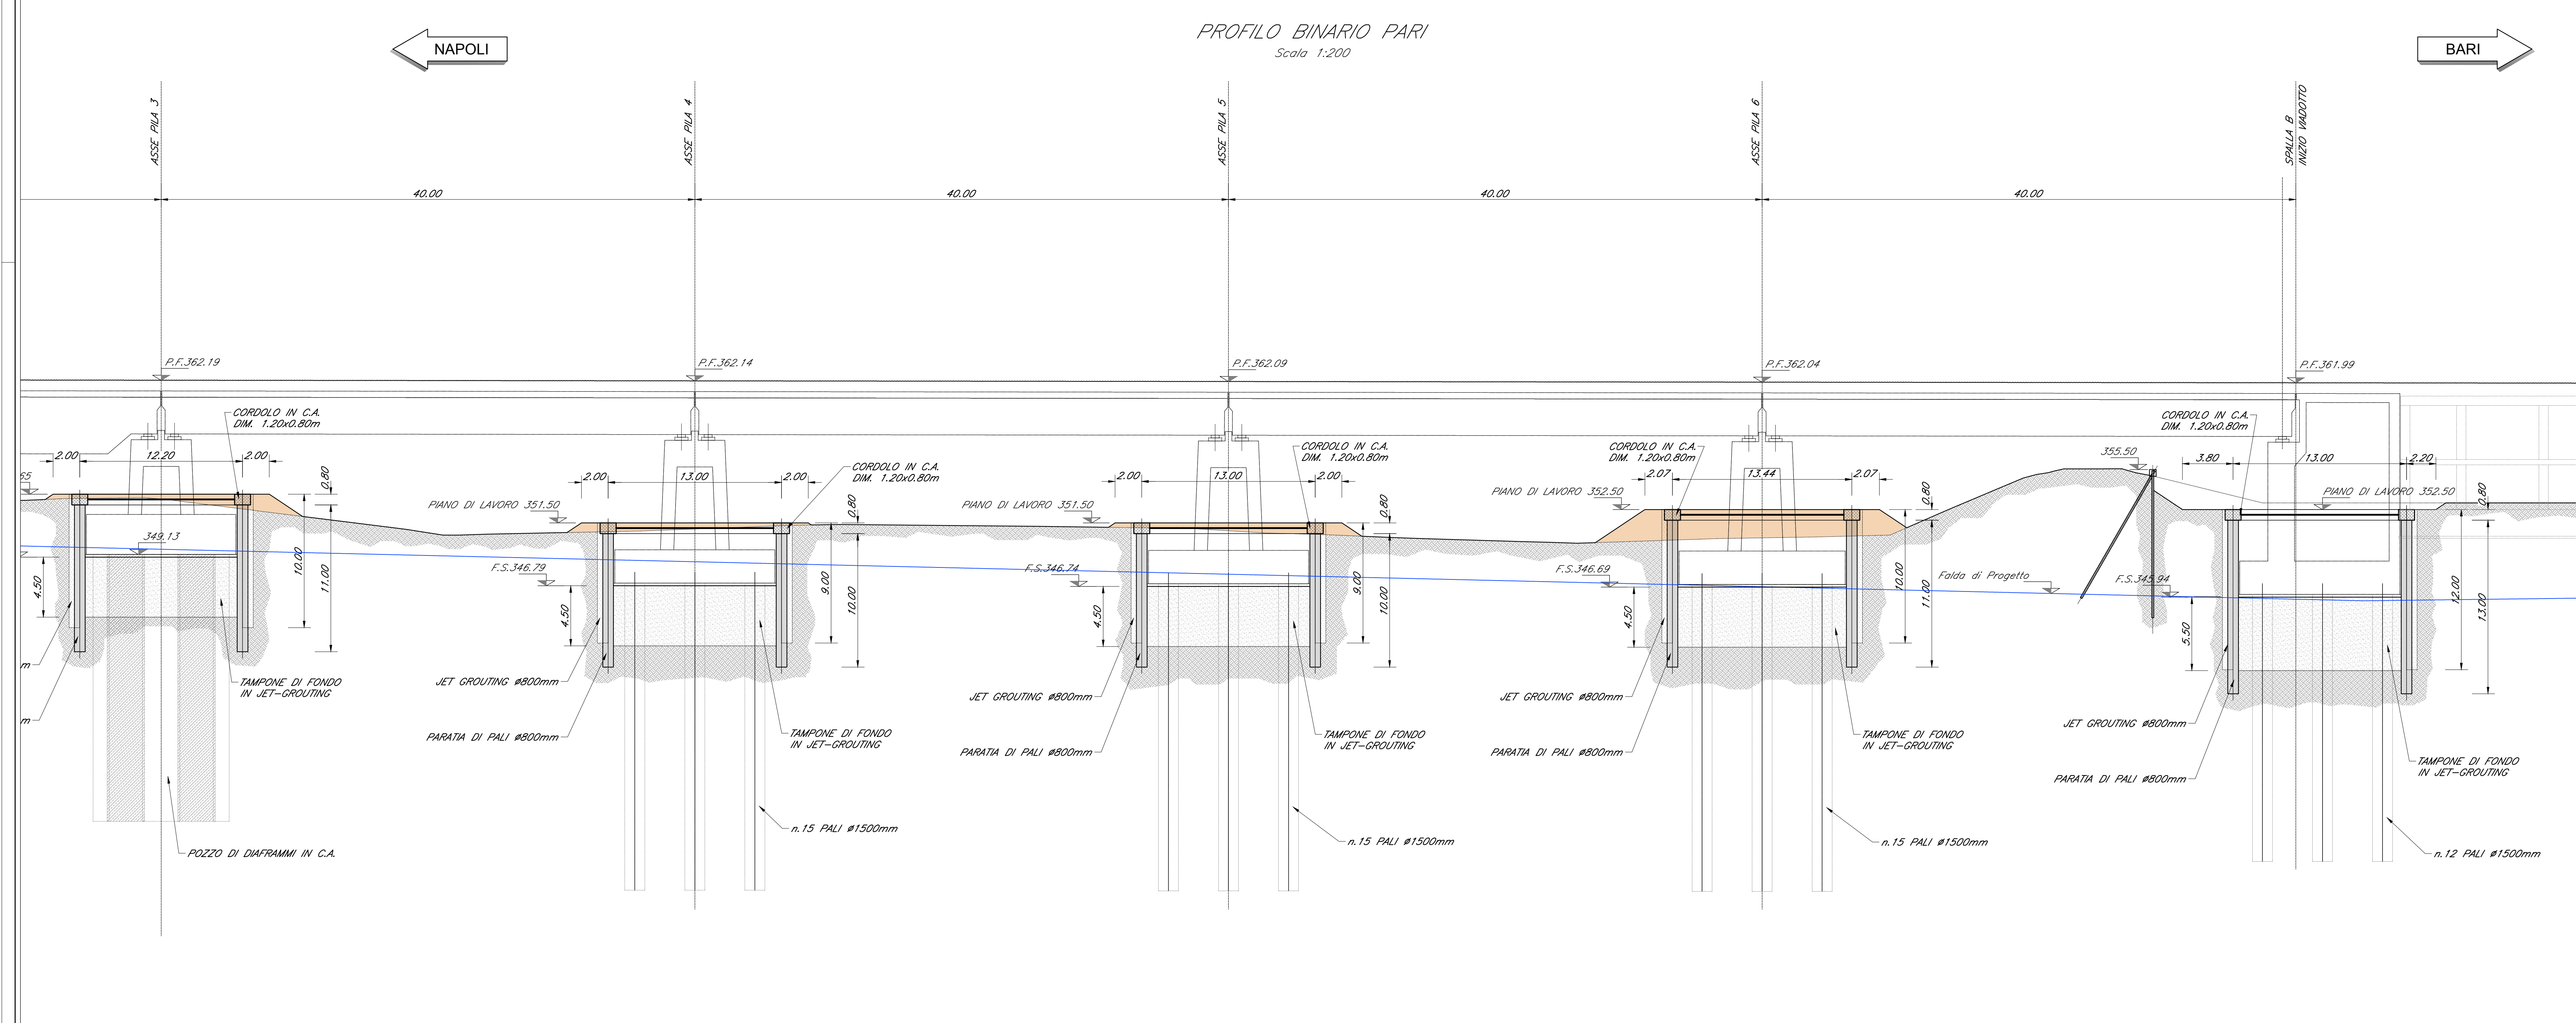 PROFILO BINARIO PARI
Scala 1:200
NAPOLI
BARI
ASSE PILA 3
ASSE PILA 4
ASSE PILA 5
ASSE PILA 6
SPALLA B
INIZIO VIADOTTO
40.00
40.00
40.00
40.00
P.F.362.19
P.F.362.14
P.F.362.09
P.F.362.04
P.F.361.99
CORDOLO IN C.A.
DIM. 1.20x0.80m
2.00
12.20
2.00
0.80
65
349.13
4.50
10.00
11.00
m
m
TAMPONE DI FONDO
IN JET-GROUTING
POZZO DI DIAFRAMMI IN C.A.
CORDOLO IN C.A.
DIM. 1.20x0.80m
2.00
13.00
2.00
0.80
PIANO DI LAVORO 351.50
F.S.346.79
4.50
9.00
10.00
JET GROUTING ø800mm
PARATIA DI PALI ø800mm
TAMPONE DI FONDO
IN JET-GROUTING
n.15 PALI ø1500mm
CORDOLO IN C.A.
DIM. 1.20x0.80m
2.00
13.00
2.00
0.80
PIANO DI LAVORO 351.50
F.S.346.74
4.50
9.00
10.00
JET GROUTING ø800mm
PARATIA DI PALI ø800mm
TAMPONE DI FONDO
IN JET-GROUTING
n.15 PALI ø1500mm
CORDOLO IN C.A.
DIM. 1.20x0.80m
2.07
13.44
2.07
0.80
PIANO DI LAVORO 352.50
F.S.346.69
4.50
10.00
11.00
JET GROUTING ø800mm
PARATIA DI PALI ø800mm
TAMPONE DI FONDO
IN JET-GROUTING
n.15 PALI ø1500mm
355.50
Falda di Progetto
CORDOLO IN C.A.
DIM. 1.20x0.80m
3.80
13.00
2.20
0.80
PIANO DI LAVORO 352.50
F.S.345.94
5.50
12.00
13.00
JET GROUTING ø800mm
PARATIA DI PALI ø800mm
TAMPONE DI FONDO
IN JET-GROUTING
n.12 PALI ø1500mm